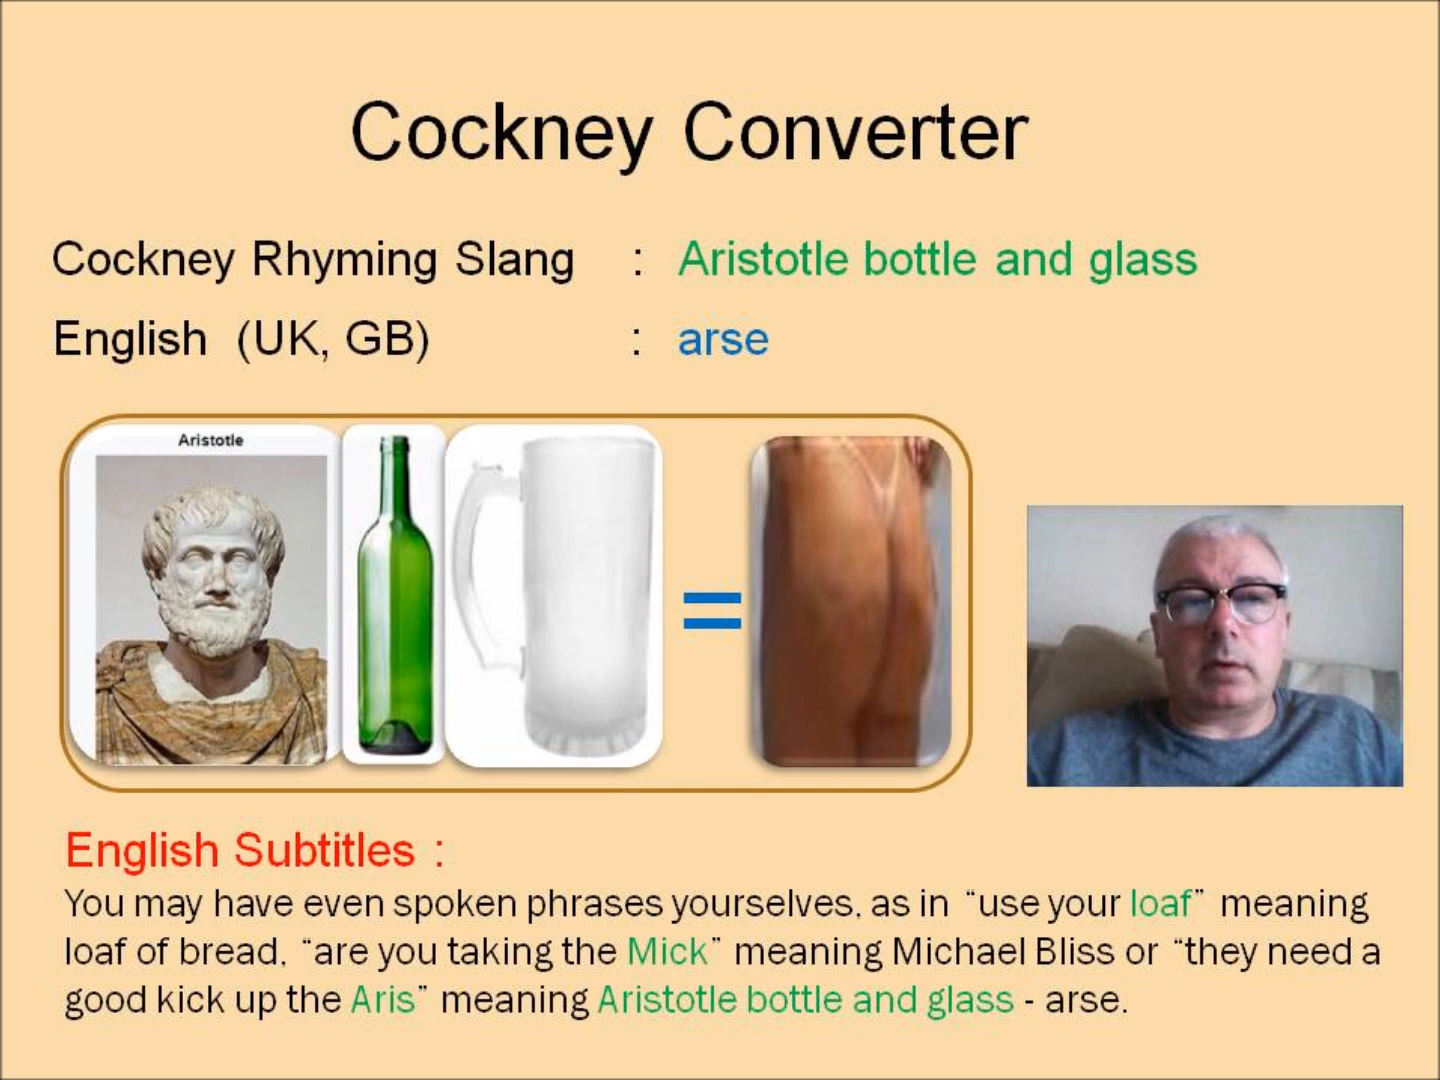 Cockney Converter
Cockney Rhyming Slang : Aristotle bottle and glass
English (UK, GB) : arse
Aristotle
=
English Subtitles :
You may have even spoken phrases yourselves, as in “use your loaf” meaning
loaf of bread, “are you taking the Mick” meaning Michael Bliss or “they need a
good kick up the Aris” meaning Aristotle bottle and glass - arse.